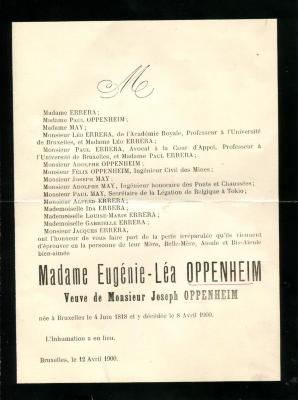 M
Madame ERRERA;
Madame PAUL OPPENHEIM;
Madame MAY;
Monsieur LÉO ERRERA, de l'Académie Royale, Professeur à l'Université
de Bruxelles, et Madame LÉO ERRERA;
Monsieur PAUL ERRERA, Avocat à la Cour d'Appel, Professeur à
l'Université de Bruxelles, et Madame PAUL ERRERA;
Monsieur ADOLPHE OPPENHEIM;
Monsieur FÉLIX OPPENHEIM, Ingénieur Civil des Mines;
Monsieur JOSEPH MAY;
Monsieur ADOLPHE MAY, Ingénieur honoraire des Ponts et Chaussées;
Monsieur PAUL MAY, Secrétaire de la Légation de Belgique à Tokio;
Monsieur ALFRED ERRERA;
Mademoiselle IDA ERRERA;
Mademoiselle LOUISE-MARIE ERRERA;
Mademoiselle GABRIELLE ERRERA;
Monsieur JACQUES ERRERA,
ont l'honneur de vous faire part de la perte irréparable qu'ils viennent
d'éprouver en la personne de leur Mère, Belle-Mère, Aïeule et Bis-Aïeule
bien-aimée
Madame Eugénie-Léa OPPENHEIM
Veuve de Monsieur Joseph OPPENHEIM
née à Bruxelles le 4 Juin 1818 et y décédée le 8 Avril 1900.
L'Inhumation a eu lieu.
Bruxelles, le 12 Avril 1900.